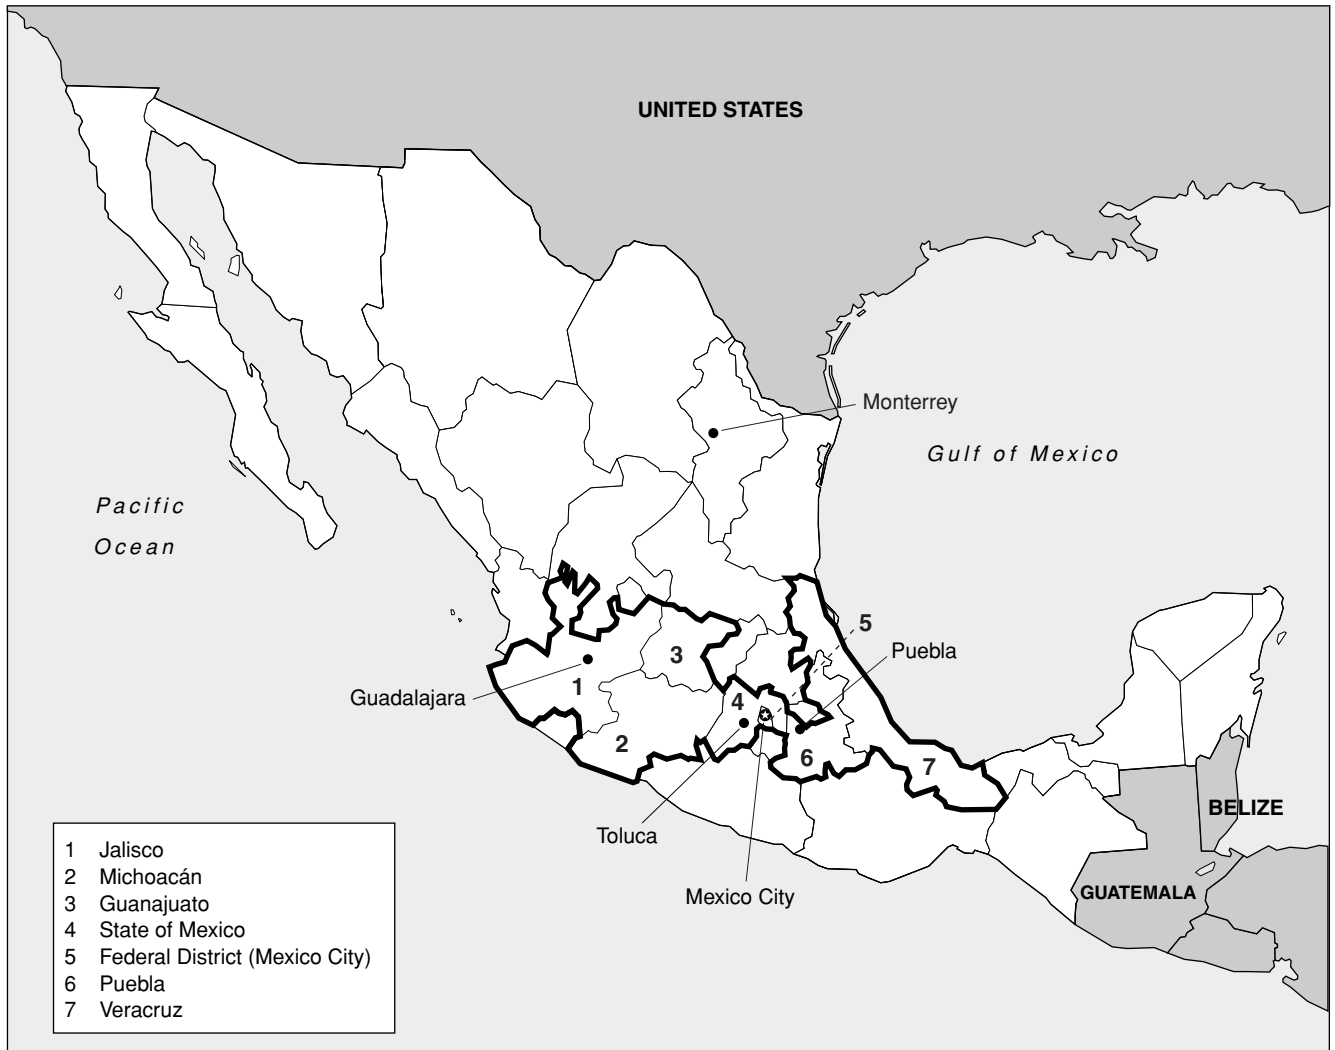 UNITED STATES
Monterrey
Gulf of Mexico
Pacific
Ocean
5
Puebla
3
Guadalajara
1
4
2
6
7
Toluca
BELIZE
Mexico City
GUATEMALA
1 Jalisco
2 Michoacán
3 Guanajuato
4 State of Mexico
5 Federal District (Mexico City)
6 Puebla
7 Veracruz